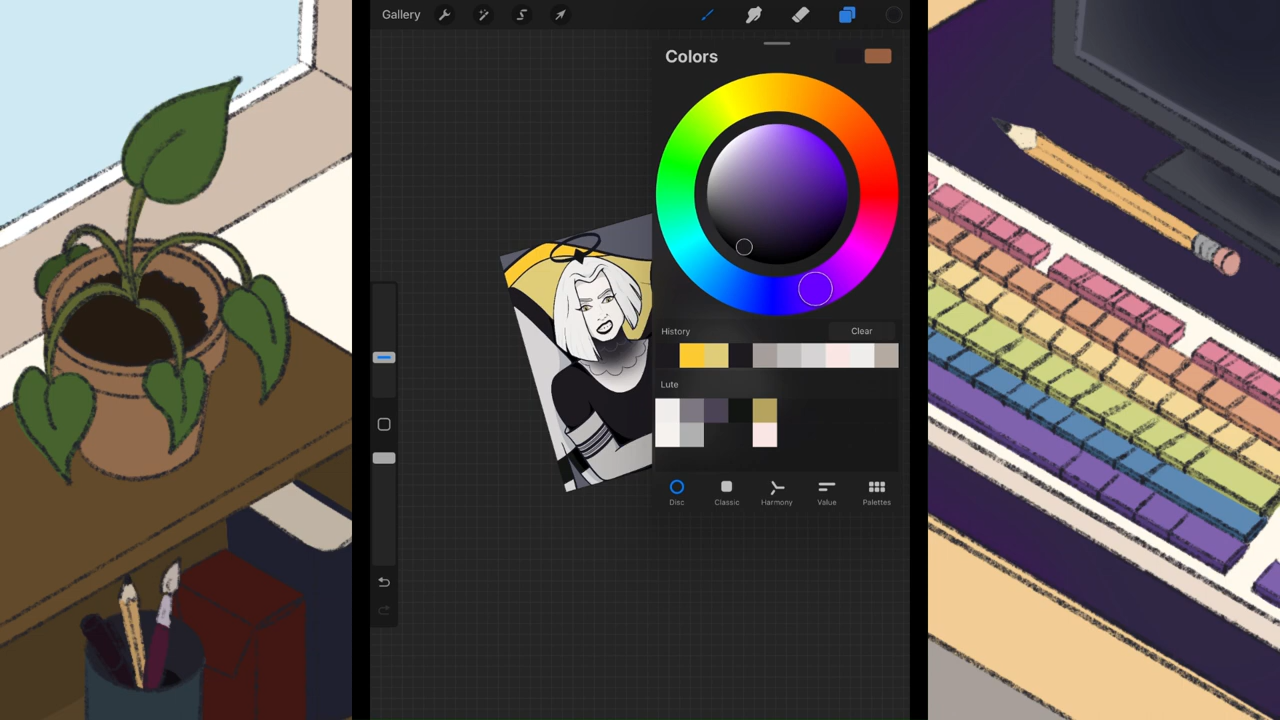 Gallery
Colors
History
Clear
Lute
Disc
Classic
Harmony
Value
Palettes